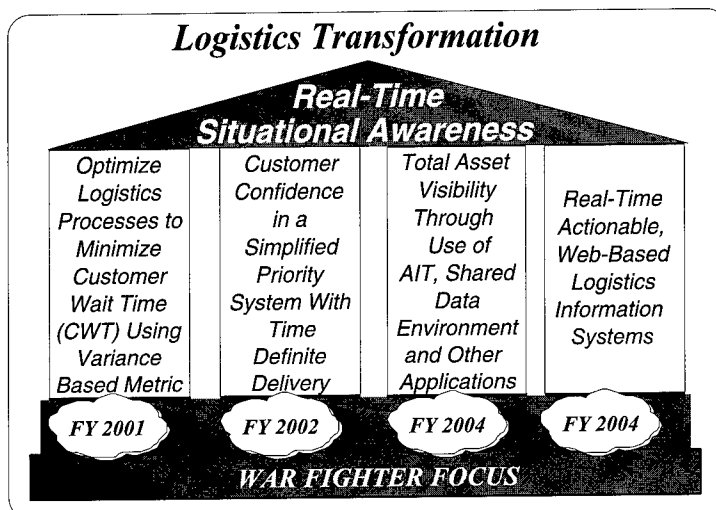 Logistics Transformation
Real-Time
Situational Awareness
Optimize
Logistics
Processes to
Minimize
Customer
Wait Time
(CWT) Using
Variance
Based Metric
Customer
Confidence
in a
Simplified
Priority
System With
Time
Definite
Delivery
Total Asset
Visibility
Through
Use of
AIT, Shared
Data
Environment
and Other
Applications
Real-Time
Actionable,
Web-Based
Logistics
Information
Systems
FY 2001
FY 2002
FY 2004
FY 2004
WAR FIGHTER FOCUS